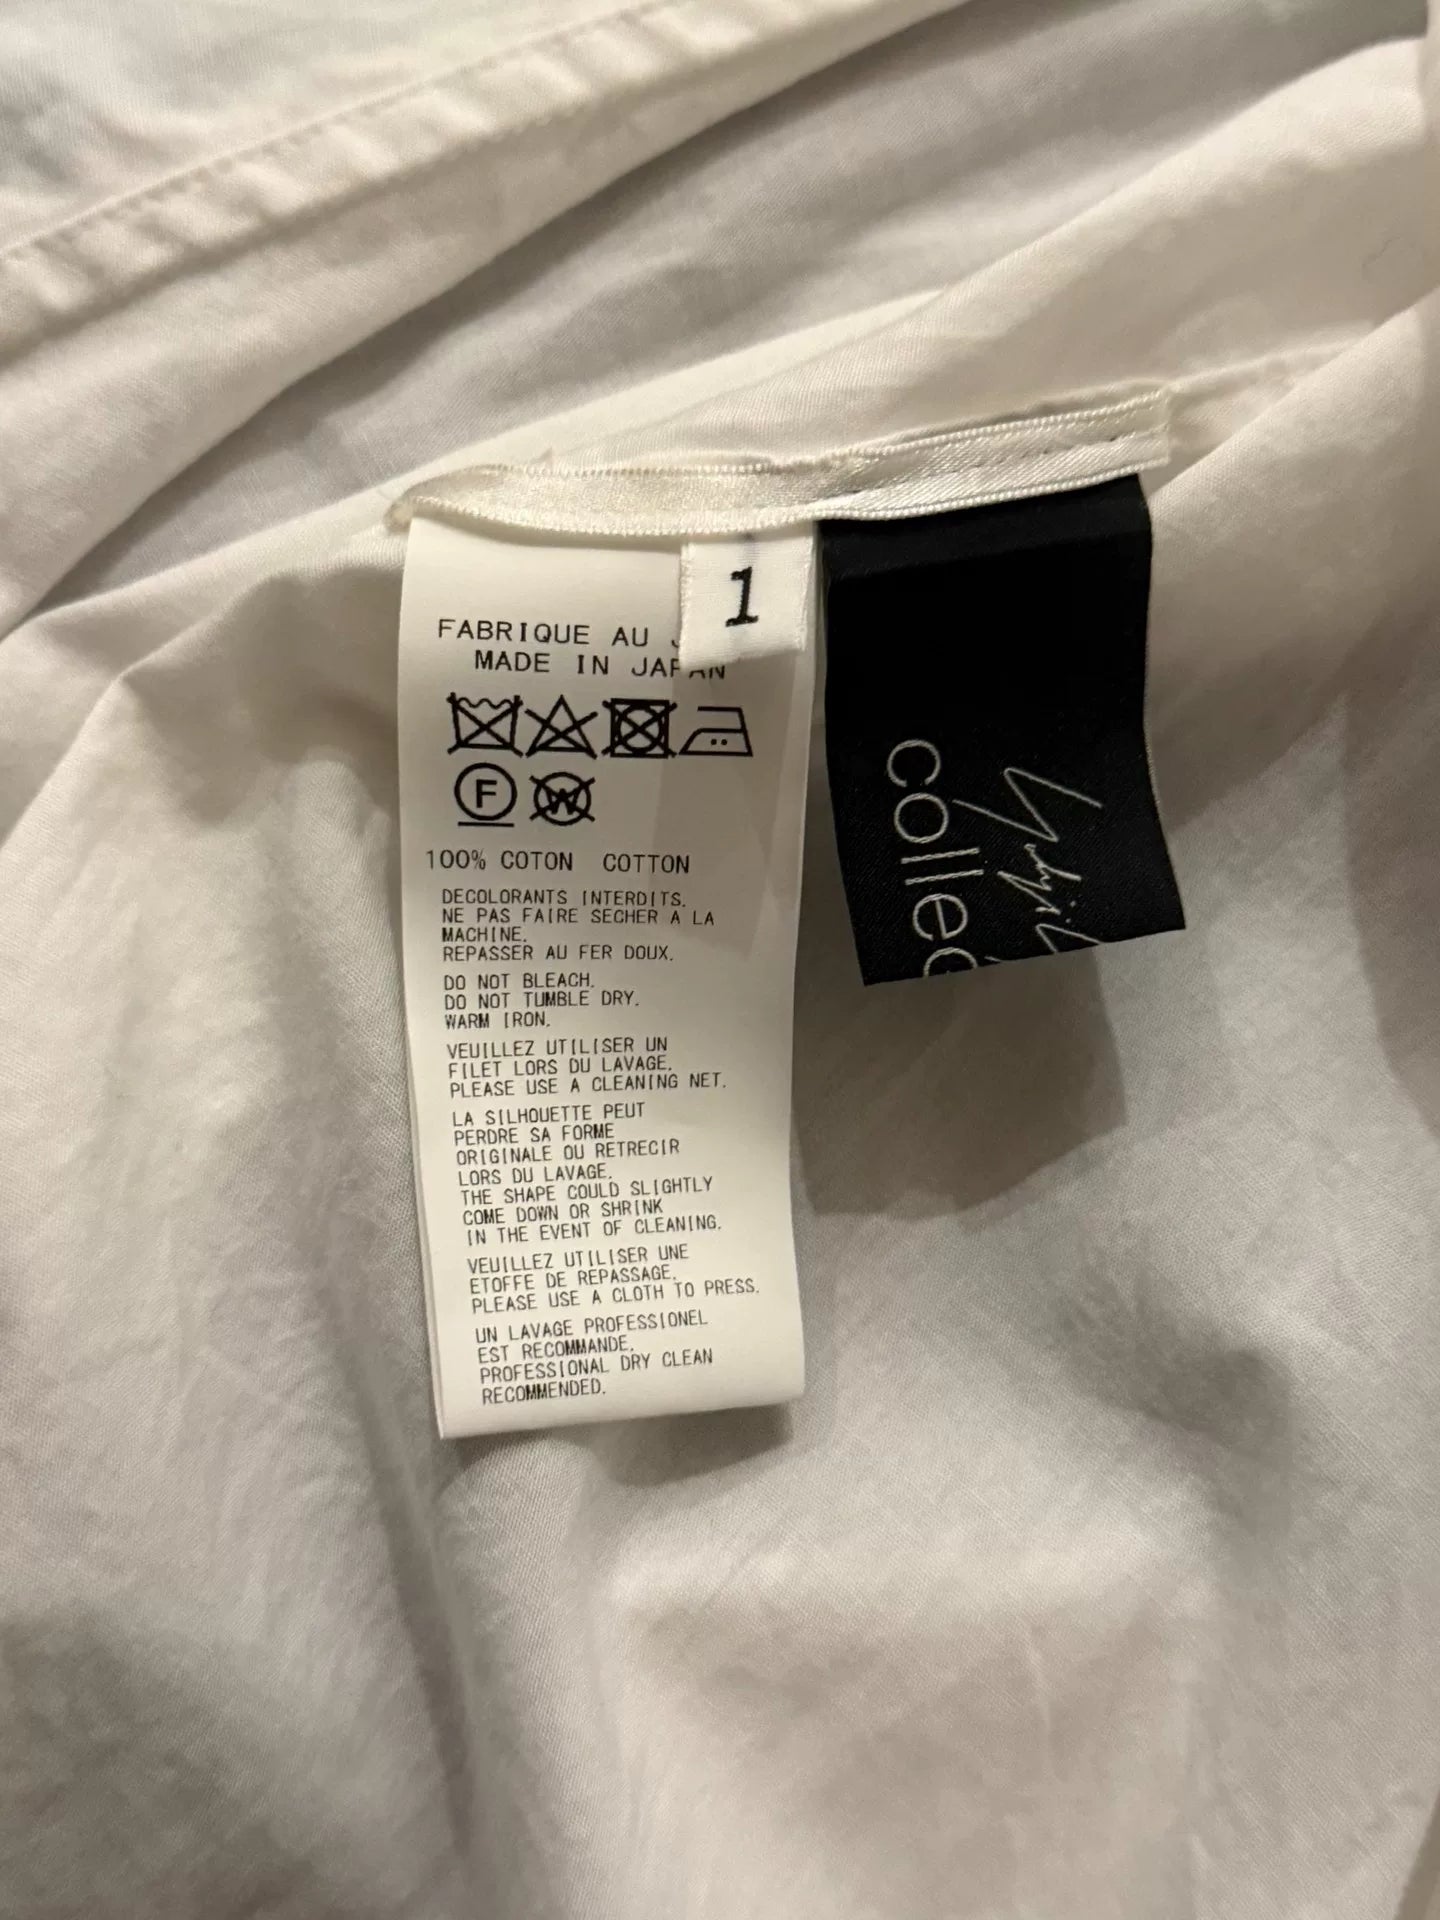 1
FABRIQUE AU
MADE IN JAPAN
F
W
100% COTON COTTON
DECOLORANTS INTERDITS.
NE PAS FAIRE SECHER A LA
MACHINE.
REPASSER AU FER DOUX.
DO NOT BLEACH.
DO NOT TUMBLE DRY.
WARM IRON.
VEUILLEZ UTILISER UN
FILET LORS DU LAVAGE.
PLEASE USE A CLEANING NET.
LA SILHOUETTE PEUT
PERDRE SA FORME
ORIGINALE OU RETRECIR
LORS DU LAVAGE.
THE SHAPE COULD SLIGHTLY
COME DOWN OR SHRINK
IN THE EVENT OF CLEANING.
VEUILLEZ UTILISER UNE
ETOFFE DE REPASSAGE.
PLEASE USE A CLOTH TO PRESS.
UN LAVAGE PROFESSIONEL
EST RECOMMANDE.
PROFESSIONAL DRY CLEAN
RECOMMENDED.
collec